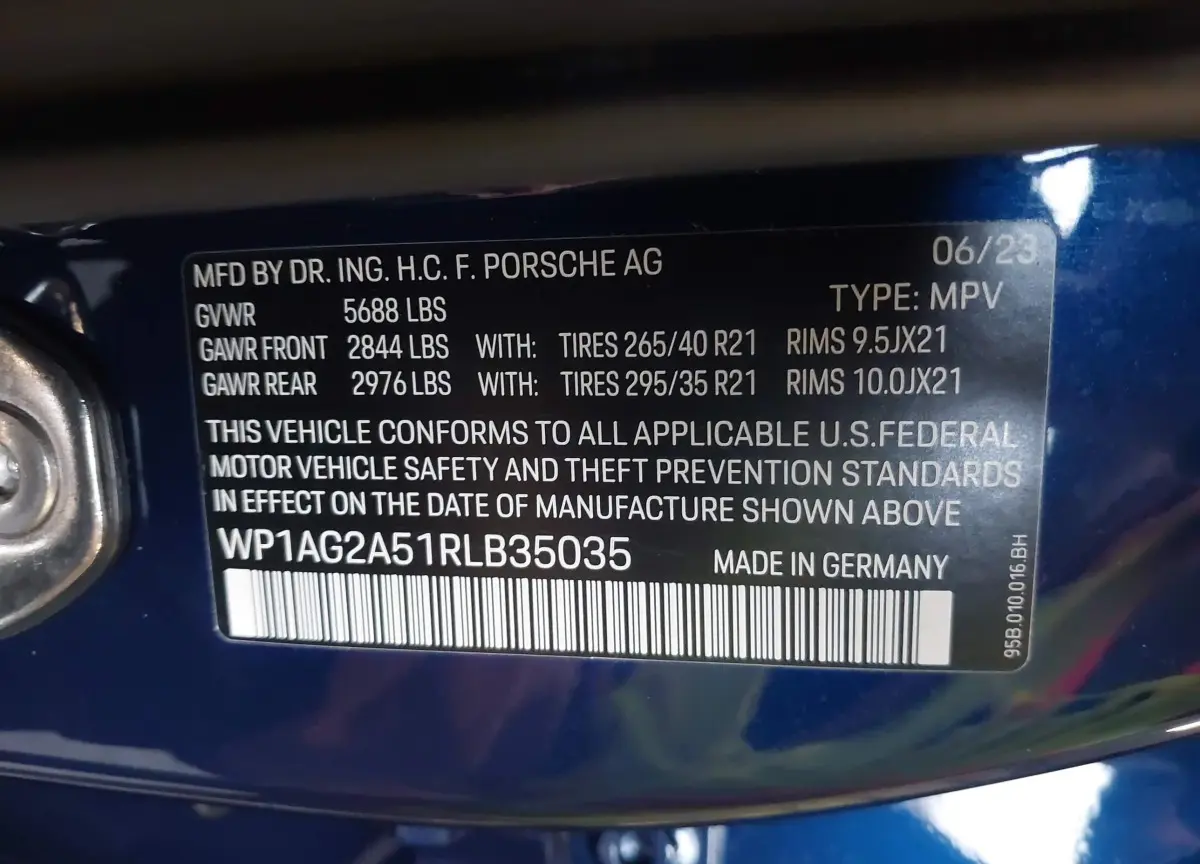 MFD BY DR. ING. H.C. F. PORSCHE AG 06/23
GVWR 5688 LBS TYPE: MPV
GAWR FRONT 2844 LBS WITH: TIRES 265/40 R21 RIMS 9.5JX21
GAWR REAR 2976 LBS WITH: TIRES 295/35 R21 RIMS 10.0JX21
THIS VEHICLE CONFORMS TO ALL APPLICABLE U.S.FEDERAL
MOTOR VEHICLE SAFETY AND THEFT PREVENTION STANDARDS
IN EFFECT ON THE DATE OF MANUFACTURE SHOWN ABOVE
WP1AG2A51RLB35035 MADE IN GERMANY
95B.010.016.BH